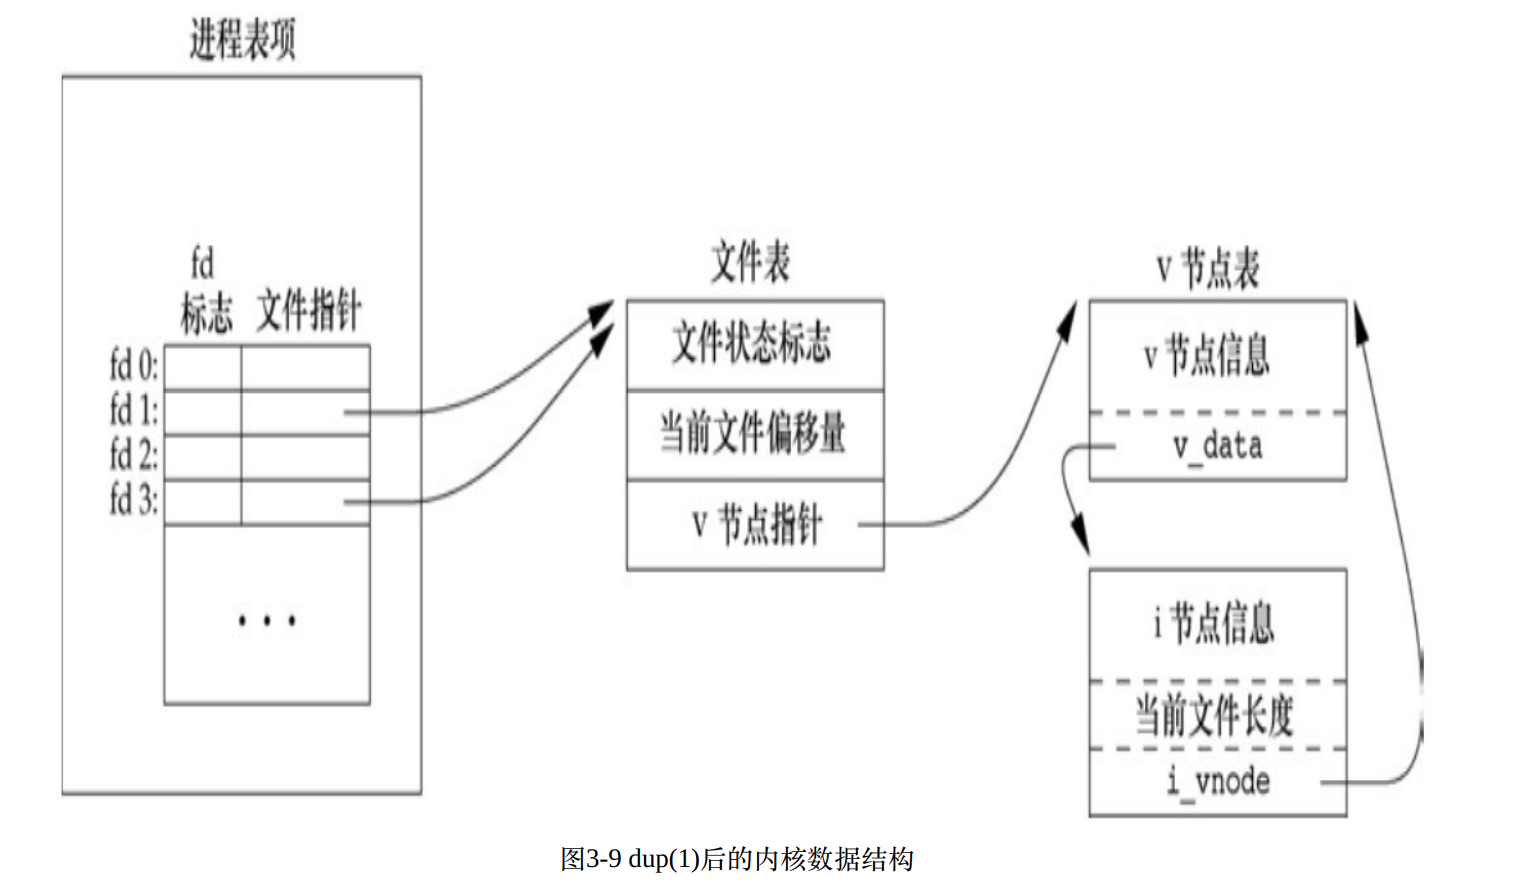 进程表项
fd
标志 文件指针
fd 0:
fd 1:
fd 2:
fd 3:
...
文件表
文件状态标志
当前文件偏移量
v 节点指针
v 节点表
v 节点信息
v_data
i 节点信息
当前文件长度
i_vnode
图3-9 dup(1)后的内核数据结构